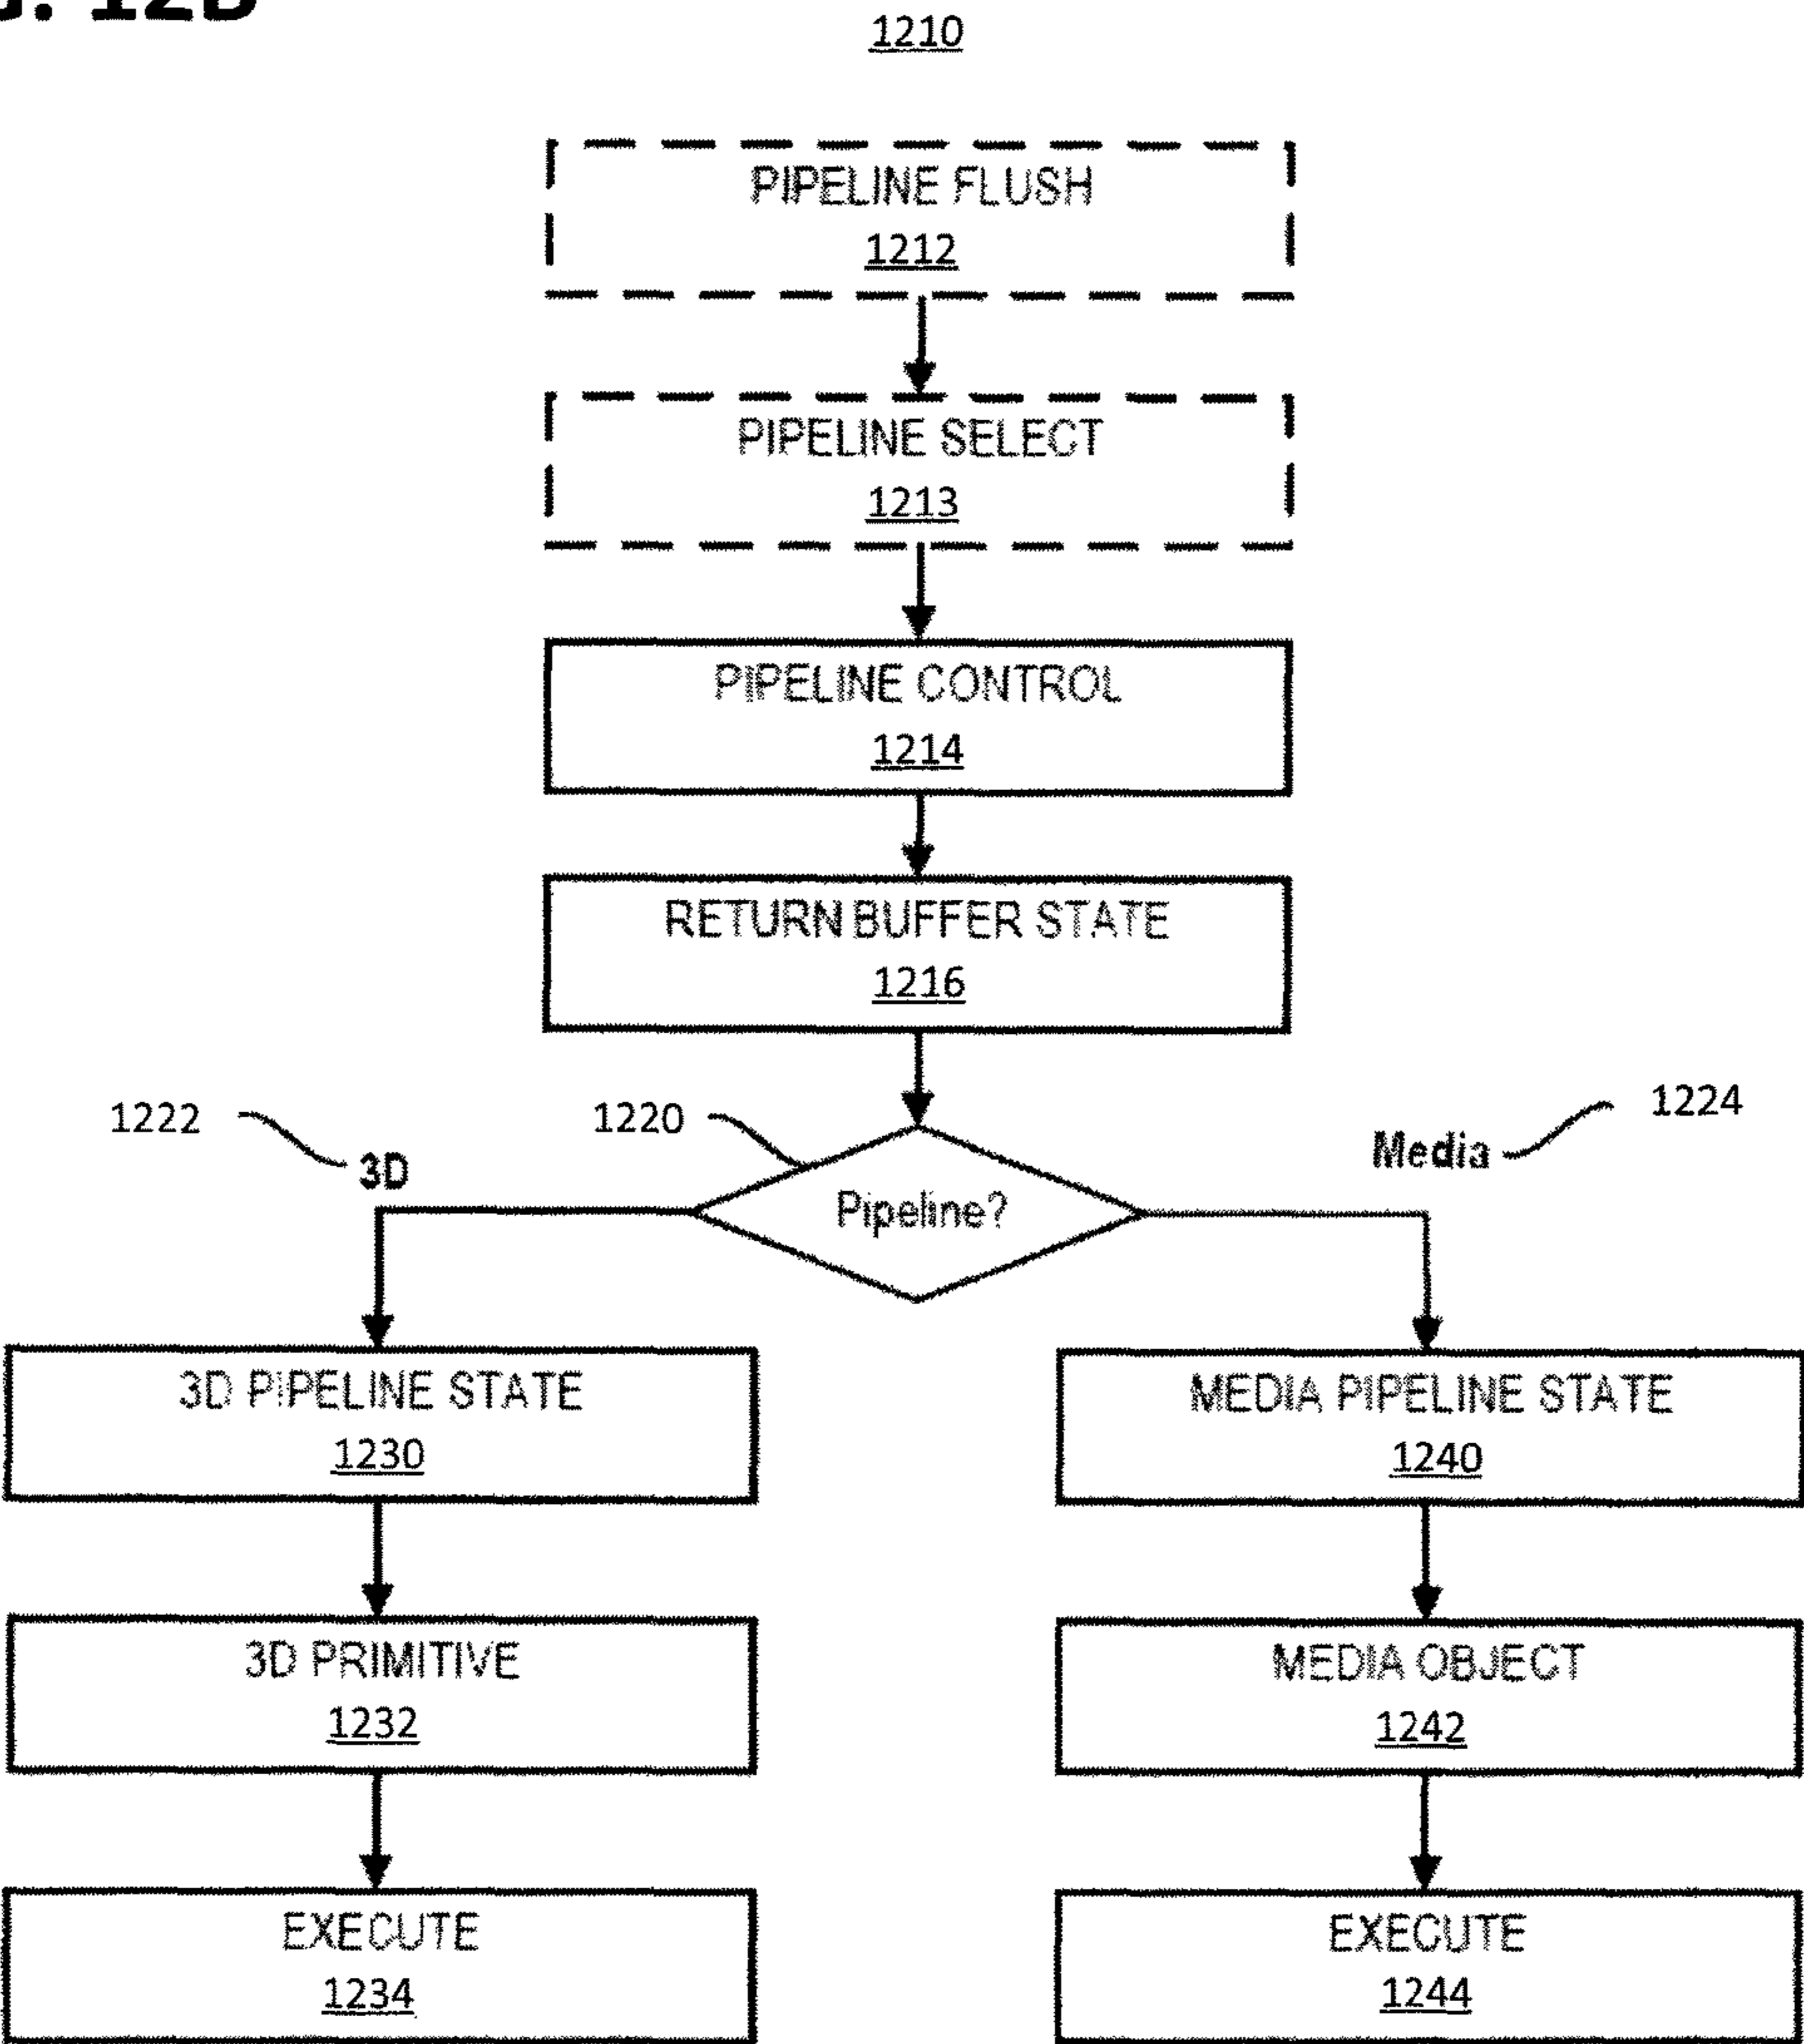 12B
1210
PIPELINE FLUSH
1212
PIPELINE SELECT
1213
PIPELINE CONTROL
1214
RETURN BUFFER STATE
1216
1222
3D
1220
Pipeline?
Media
1224
3D PIPELINE STATE
1230
MEDIA PIPELINE STATE
1240
3D PRIMITIVE
1232
MEDIA OBJECT
1242
EXECUTE
1234
EXECUTE
1244